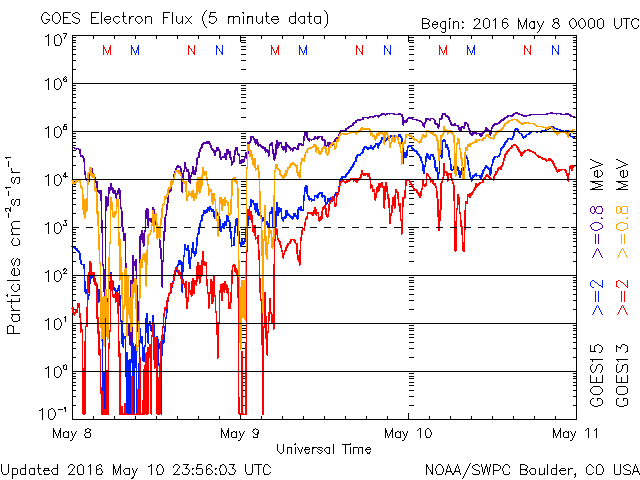 GOES Electron Flux (5 minute data)
Begin: 2016 May 8 0000 UTC
10⁷
10⁶
10⁵
10⁴
10³
10²
10¹
10⁰
10⁻¹
M M N N M M N N M M N N
Particles cm⁻²s⁻¹sr⁻¹
May 8 May 9 May 10 May 11
Universal Time
GOES15 >=2 >=0.8 MeV
GOES13 >=2 >=0.8 MeV
Updated 2016 May 10 23:56:03 UTC
NOAA/SWPC Boulder, CO USA